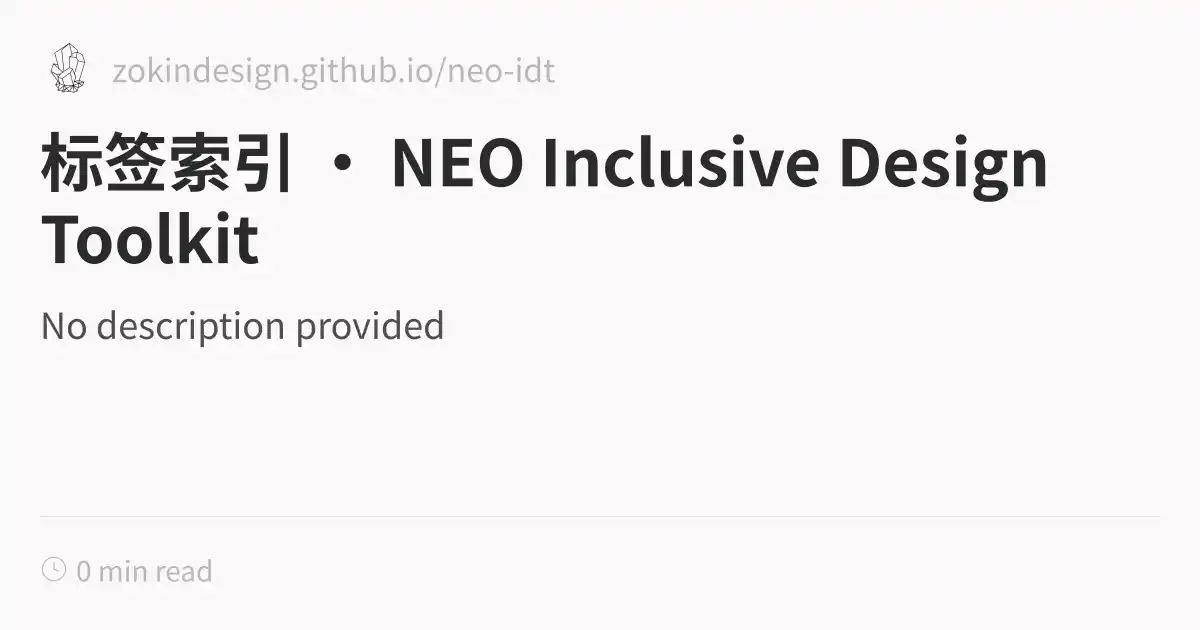 zokindesign.github.io/neo-idt
标签索引 • NEO Inclusive Design
Toolkit
No description provided
0 min read